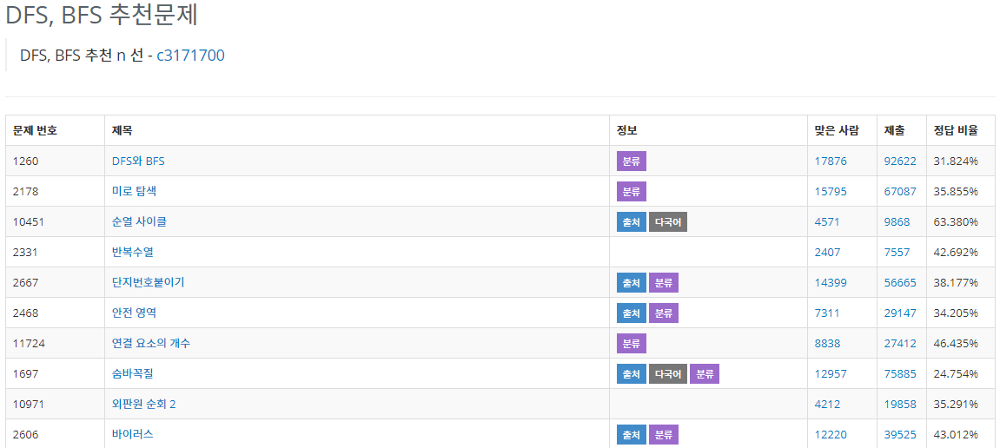 DFS, BFS 추천문제
DFS, BFS 추천 n 선 - c3171700
문제 번호 제목 정보 맞은 사람 제출 정답 비율
1260 DFS와 BFS 분류 17876 92622 31.824%
2178 미로 탐색 분류 15795 67087 35.855%
10451 순열 사이클 출처 다국어 4571 9868 63.380%
2331 반복수열 2407 7557 42.692%
2667 단지번호붙이기 출처 분류 14399 56665 38.177%
2468 안전 영역 출처 분류 7311 29147 34.205%
11724 연결 요소의 개수 분류 8838 27412 46.435%
1697 숨바꼭질 출처 다국어 분류 12957 75885 24.754%
10971 외판원 순회 2 4212 19858 35.291%
2606 바이러스 출처 분류 12220 39525 43.012%